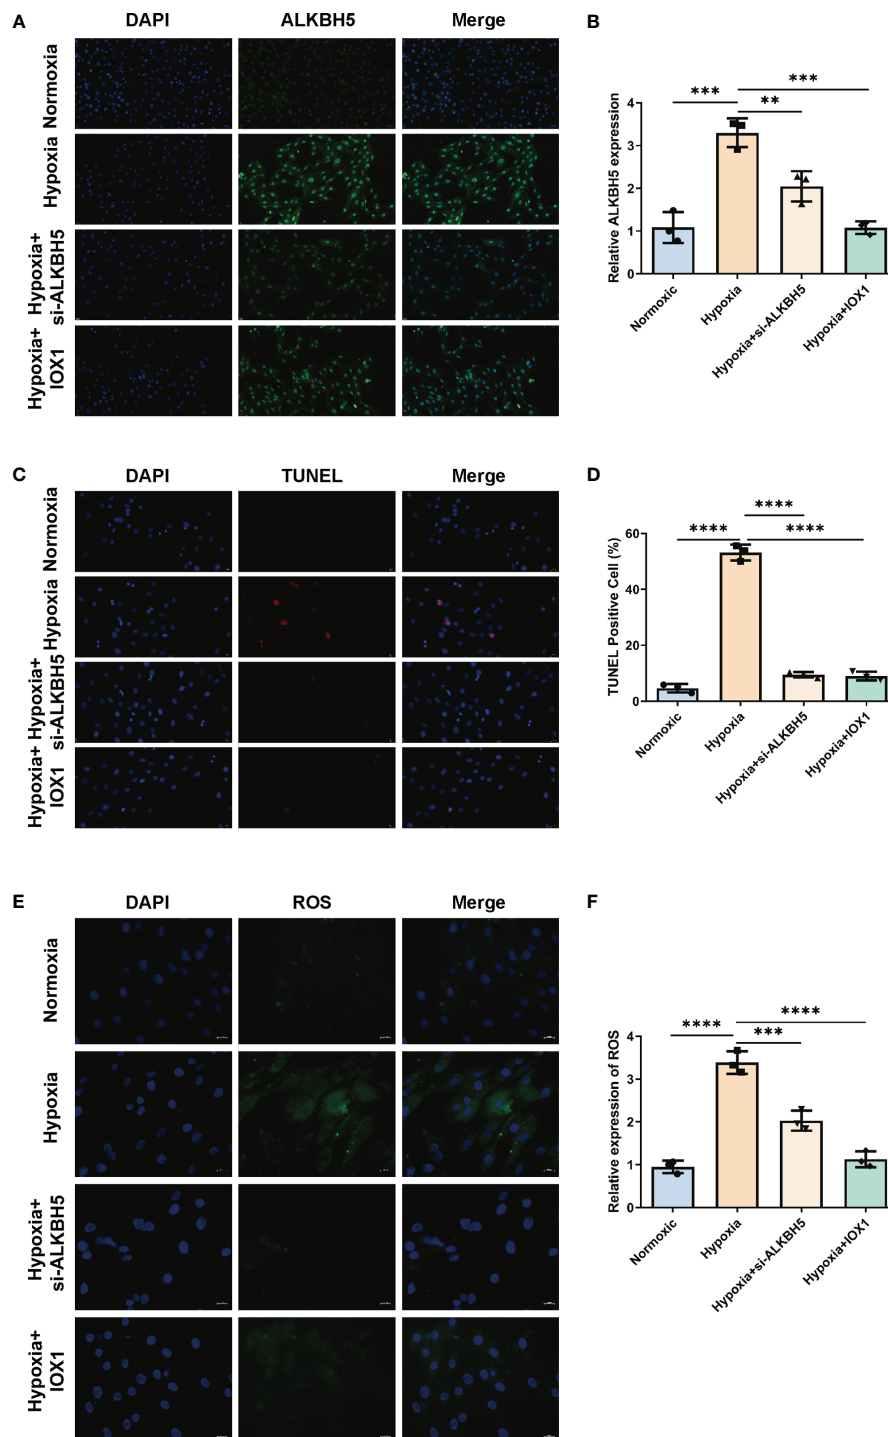 A
DAPI
ALKBH5
Merge
Normoxia
Hypoxia
Hypoxia+
si-ALKBH5
Hypoxia+
IOX1
B
Relative ALKBH5 expression
4
3
2
1
0
***
***
**
Normoxic
Hypoxia
Hypoxia+si-ALKBH5
Hypoxia+IOX1
C
DAPI
TUNEL
Merge
Normoxia
Hypoxia
Hypoxia+
si-ALKBH5
Hypoxia+
IOX1
D
TUNEL Positive Cell (%)
60
40
20
0
****
****
****
Normoxic
Hypoxia
Hypoxia+si-ALKBH5
Hypoxia+IOX1
E
DAPI
ROS
Merge
Normoxia
Hypoxia
Hypoxia+
si-ALKBH5
Hypoxia+
IOX1
F
Relative expression of ROS
4
3
2
1
0
****
****
***
Normoxic
Hypoxia
Hypoxia+si-ALKBH5
Hypoxia+IOX1